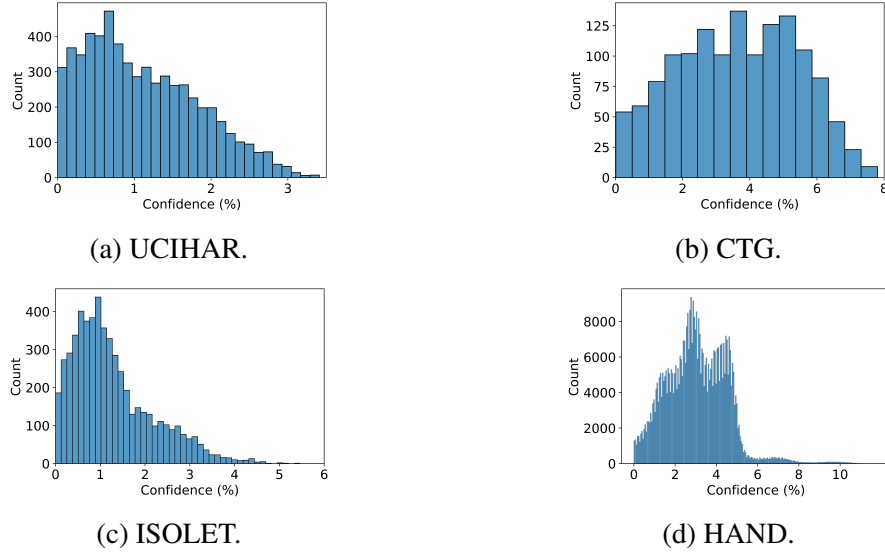 400
300
200
100
0
Count
0 1 2 3
Confidence (%)
(a) UCIHAR.
125
100
75
50
25
0
Count
0 2 4 6 8
Confidence (%)
(b) CTG.
400
300
200
100
0
Count
0 1 2 3 4 5 6
Confidence (%)
(c) ISOLET.
8000
6000
4000
2000
0
Count
0 2 4 6 8 10
Confidence (%)
(d) HAND.